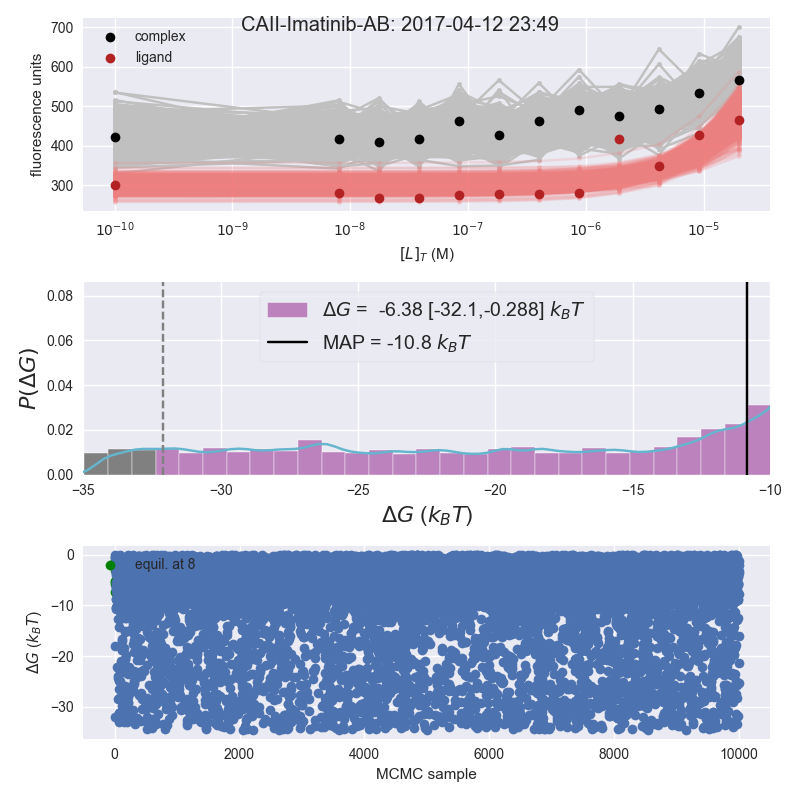 CAII-Imatinib-AB: 2017-04-12 23:49
complex
ligand
700
600
500
400
300
fluorescence units
10⁻¹⁰ 10⁻⁹ 10⁻⁸ 10⁻⁷ 10⁻⁶ 10⁻⁵
[L]_T (M)
ΔG = -6.38 [-32.1,-0.288] k_BT
MAP = -10.8 k_BT
0.08
0.06
0.04
0.02
0.00
P(ΔG)
−35 −30 −25 −20 −15 −10
ΔG (k_BT)
equil. at 8
0
−10
−20
−30
ΔG (k_BT)
0 2000 4000 6000 8000 10000
MCMC sample